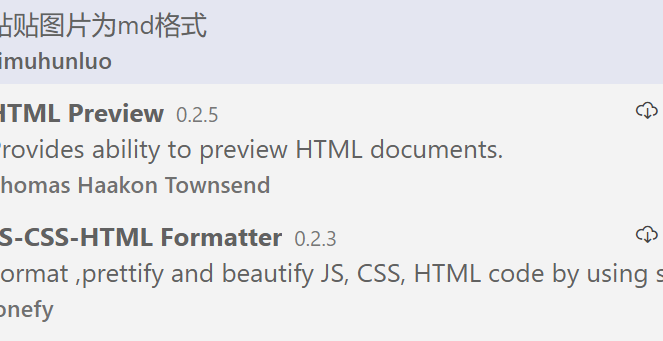 粘贴图片为md格式
imuhunluo
HTML Preview 0.2.5
Provides ability to preview HTML documents.
Thomas Haakon Townsend
JS-CSS-HTML Formatter 0.2.3
Format ,prettify and beautify JS, CSS, HTML code by using s
onefy